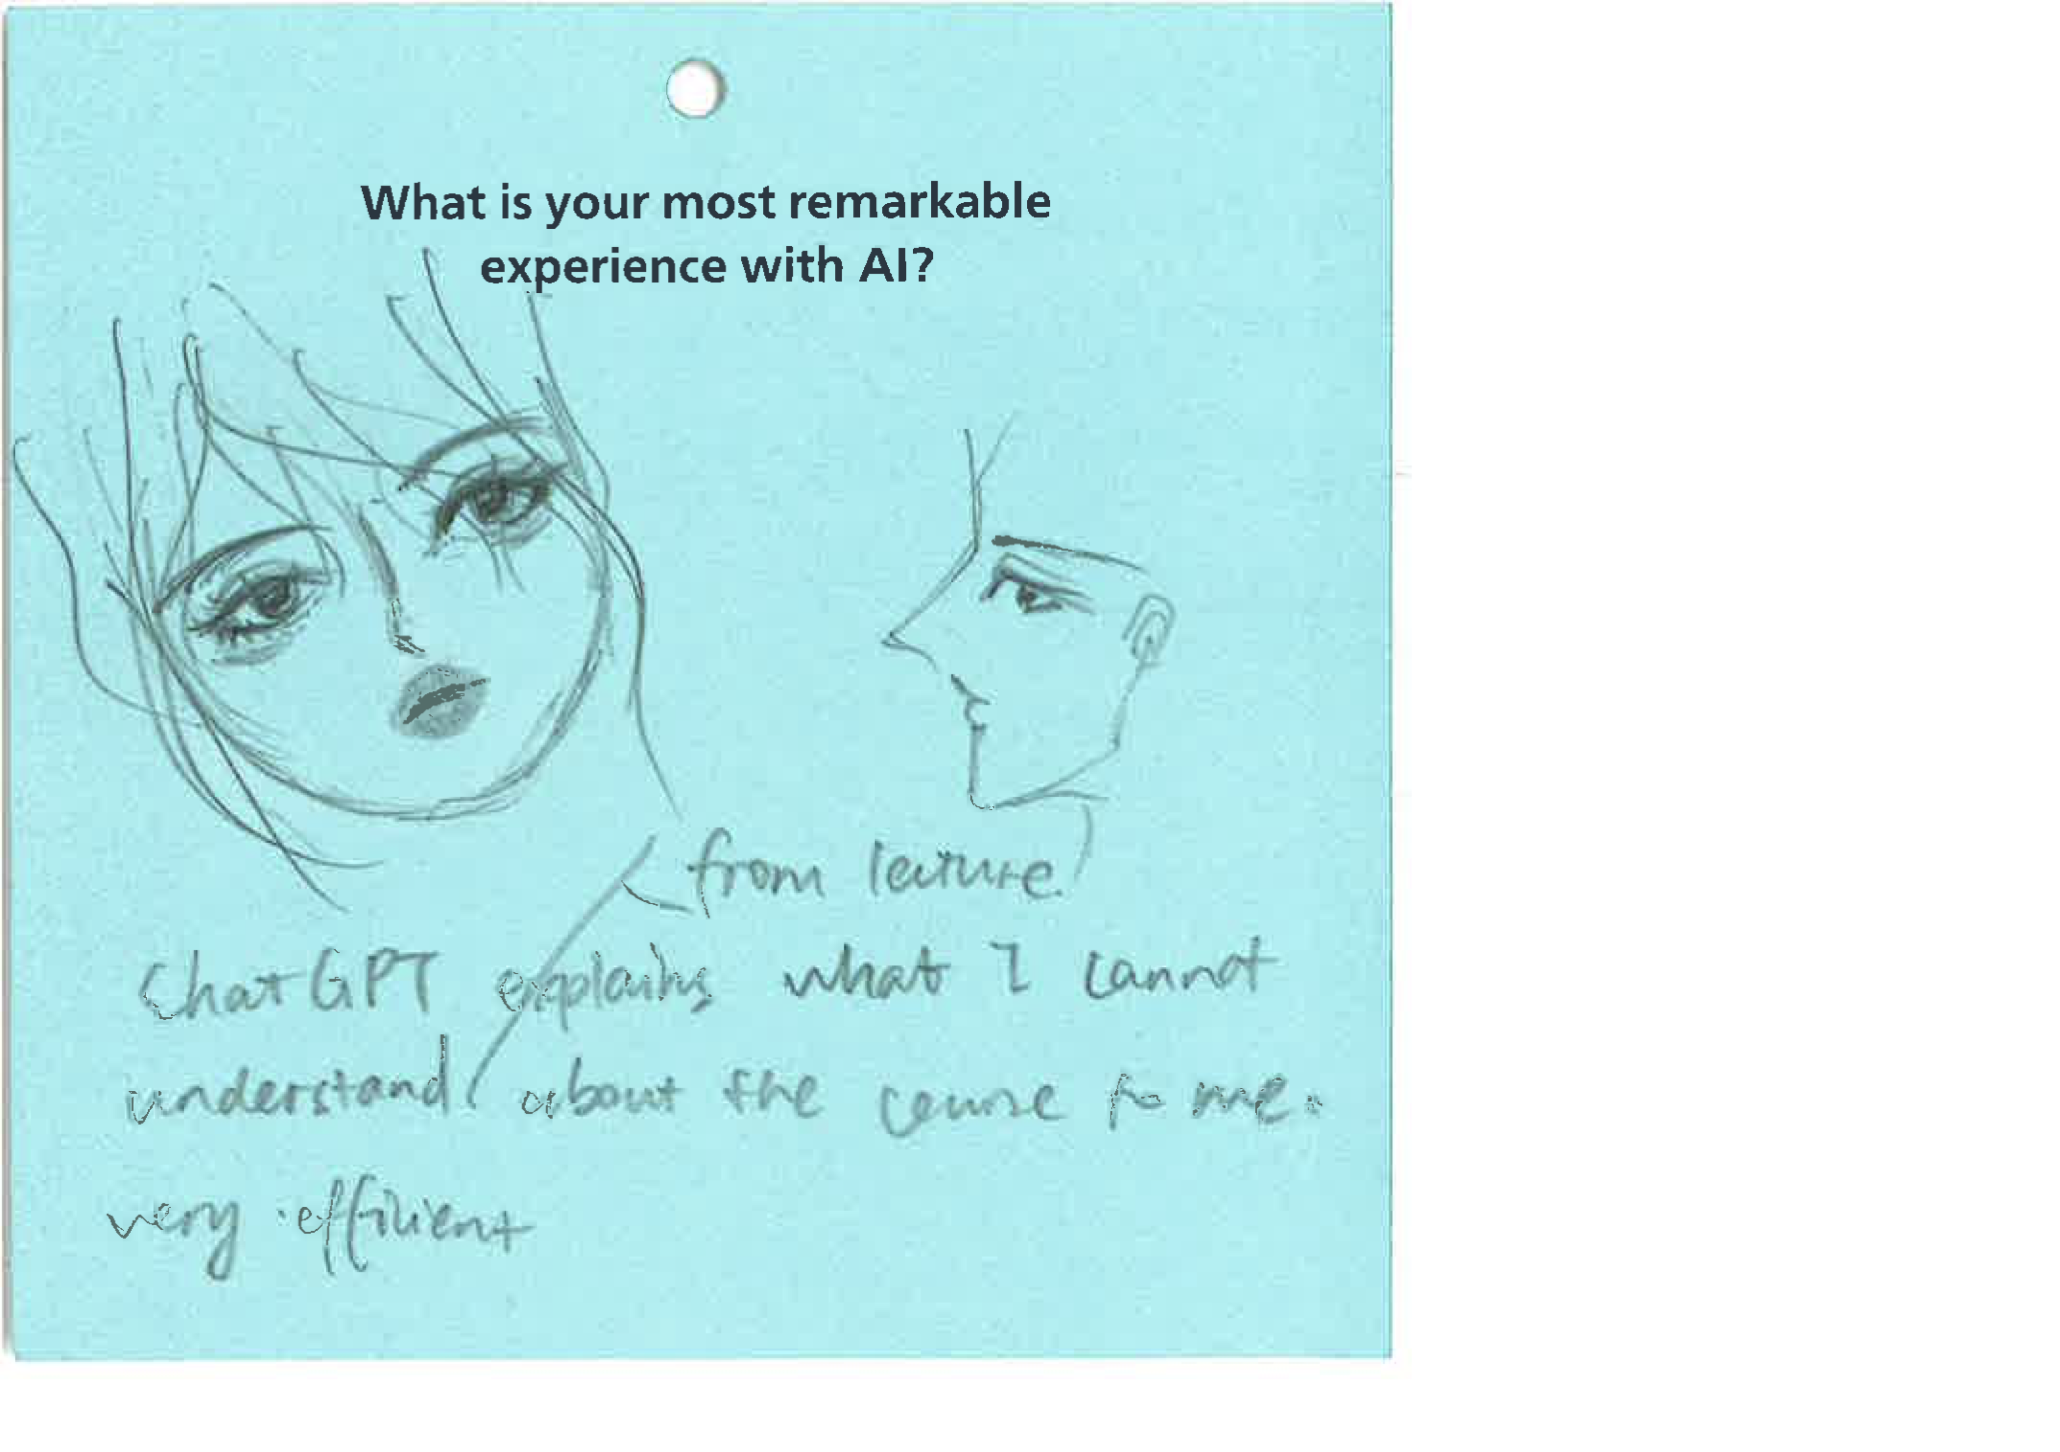 What is your most remarkable
experience with AI?
from lecture
ChatGPT explains what I cannot
understand about the course to me.
very efficient